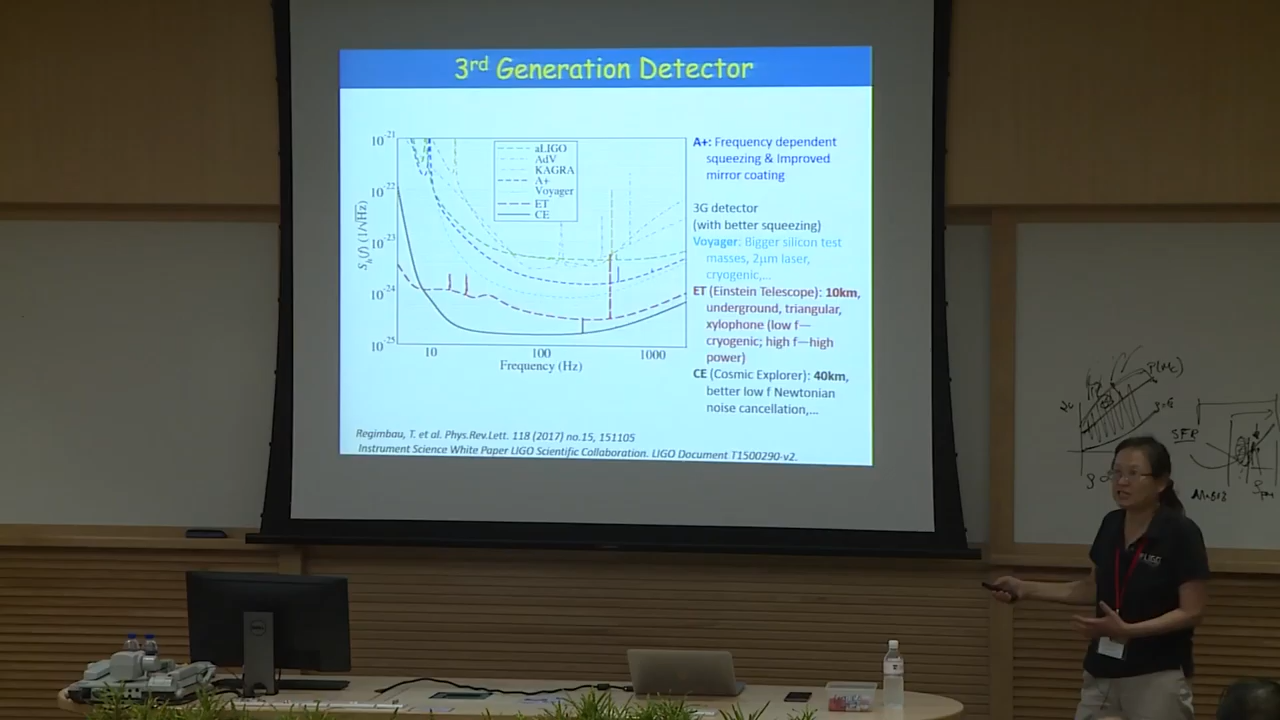 3rd Generation Detector
10-21
10-22
10-23
10-24
10-25
Sh(f) (1/√Hz)
aLIGO
AdV
KAGRA
A+
Voyager
ET
CE
10
100
1000
Frequency (Hz)
A+: Frequency dependent
squeezing & Improved
mirror coating
3G detector
(with better squeezing)
Voyager: Bigger silicon test
masses, 2μm laser,
cryogenic,...
ET (Einstein Telescope): 10km,
underground, triangular,
xylophone (low f—
cryogenic; high f—high
power)
CE (Cosmic Explorer): 40km,
better low f Newtonian
noise cancellation,...
Regimbau, T. et al. Phys.Rev.Lett. 118 (2017) no.15, 151105
Instrument Science White Paper LIGO Scientific Collaboration. LIGO Document T1500290-v2.
SFR
LIGO
DELL